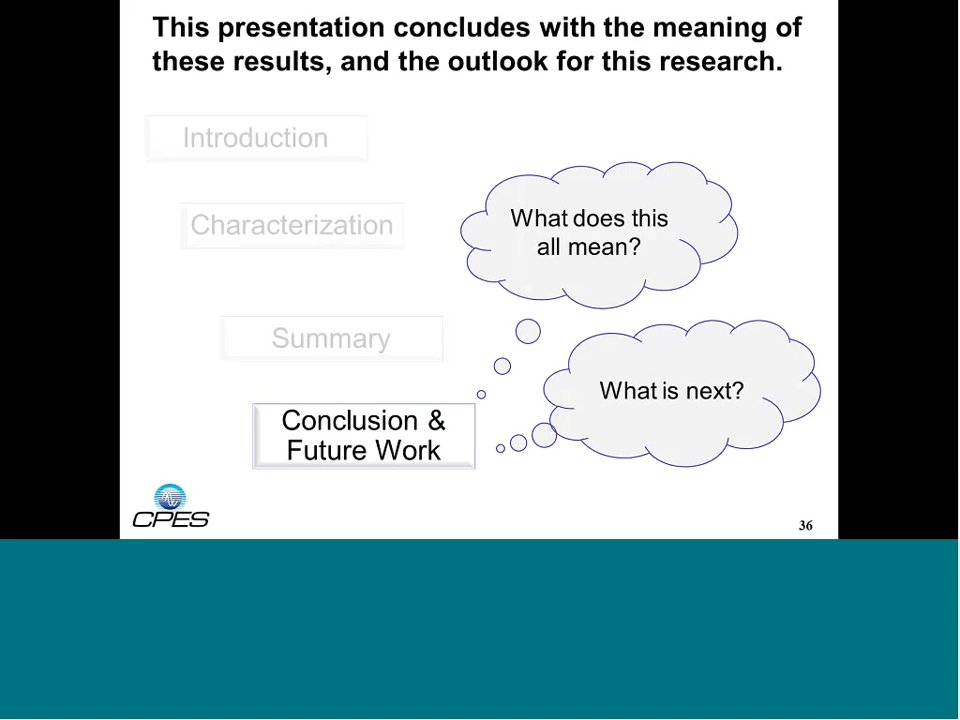 This presentation concludes with the meaning of
these results, and the outlook for this research.
Introduction
Characterization
What does this
all mean?
Summary
What is next?
Conclusion &
Future Work
CPES
36